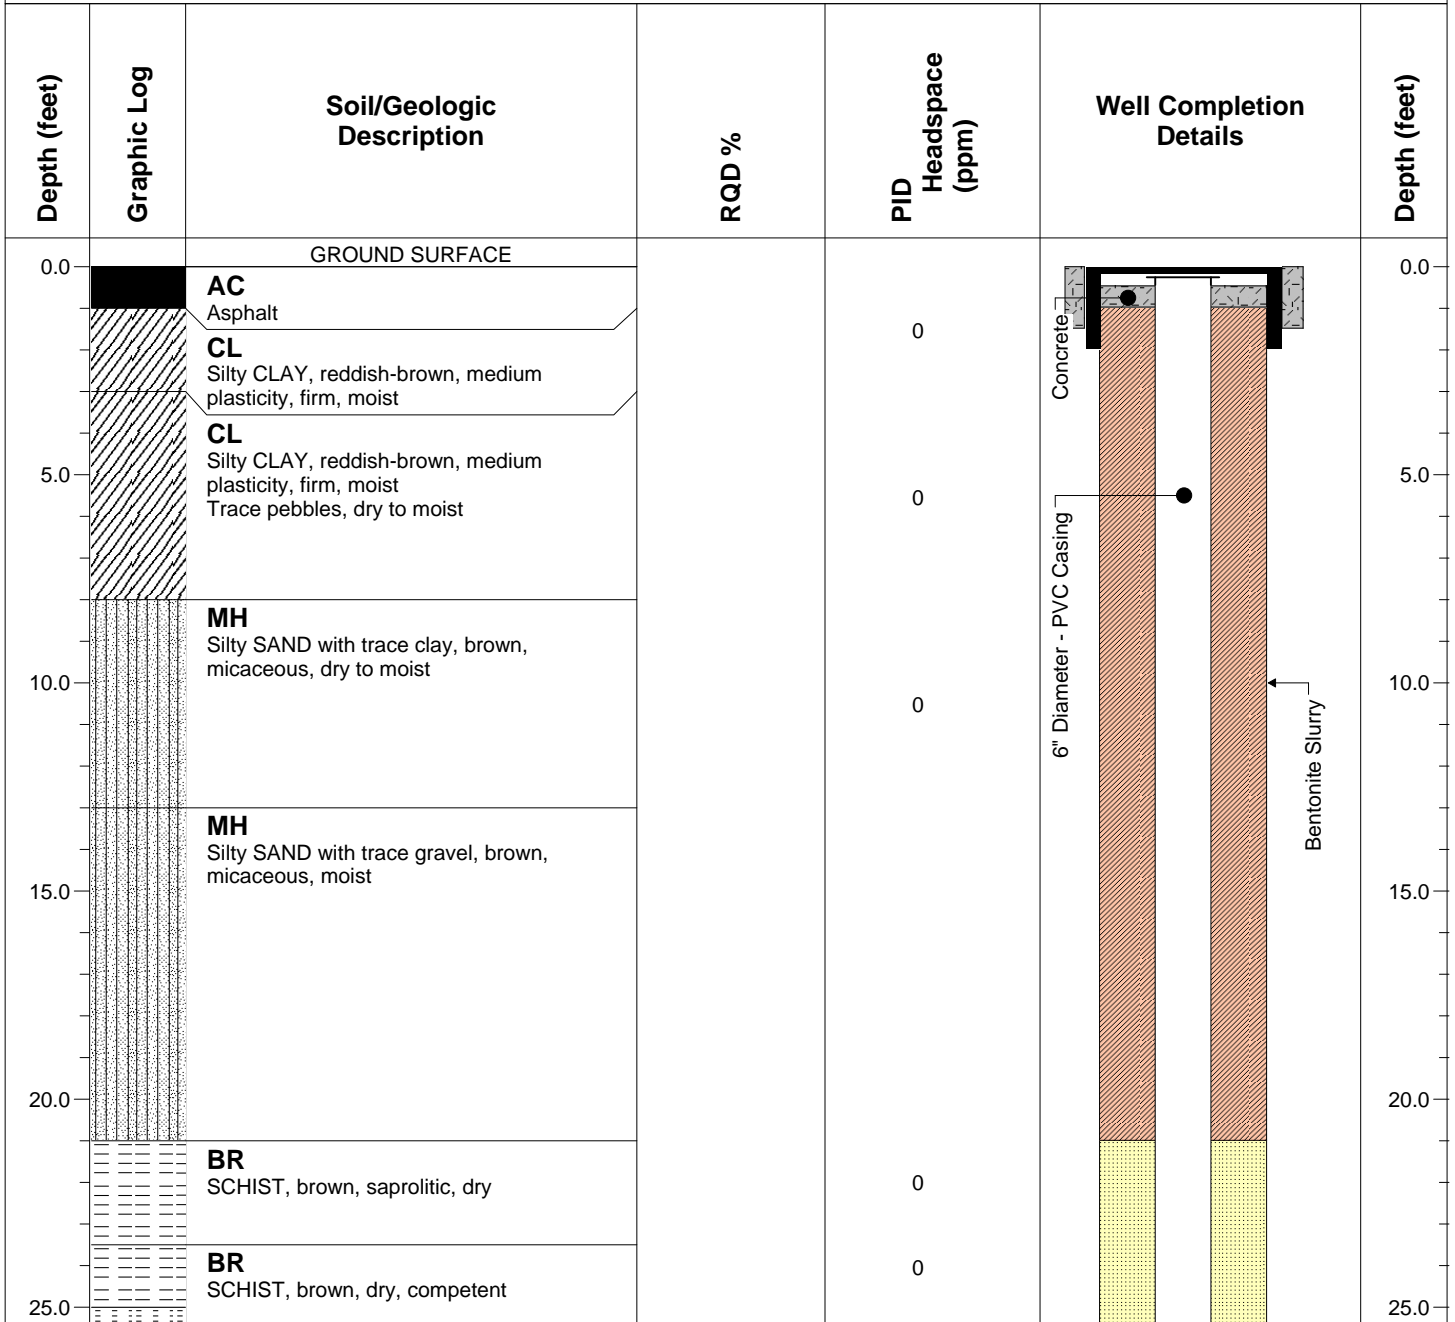 Depth (feet)
Graphic Log
Soil/Geologic
Description
RQD %
PID
Headspace
(ppm)
Well Completion
Details
Depth (feet)
GROUND SURFACE
0.0
AC
Asphalt
0
CL
Silty CLAY, reddish-brown, medium
plasticity, firm, moist
CL
Silty CLAY, reddish-brown, medium
plasticity, firm, moist
Trace pebbles, dry to moist
5.0
0
MH
Silty SAND with trace clay, brown,
micaceous, dry to moist
10.0
0
MH
Silty SAND with trace gravel, brown,
micaceous, moist
15.0
20.0
BR
SCHIST, brown, saprolitic, dry
0
BR
SCHIST, brown, dry, competent
0
25.0
Concrete
6" Diameter - PVC Casing
Bentonite Slurry
0.0
5.0
10.0
15.0
20.0
25.0